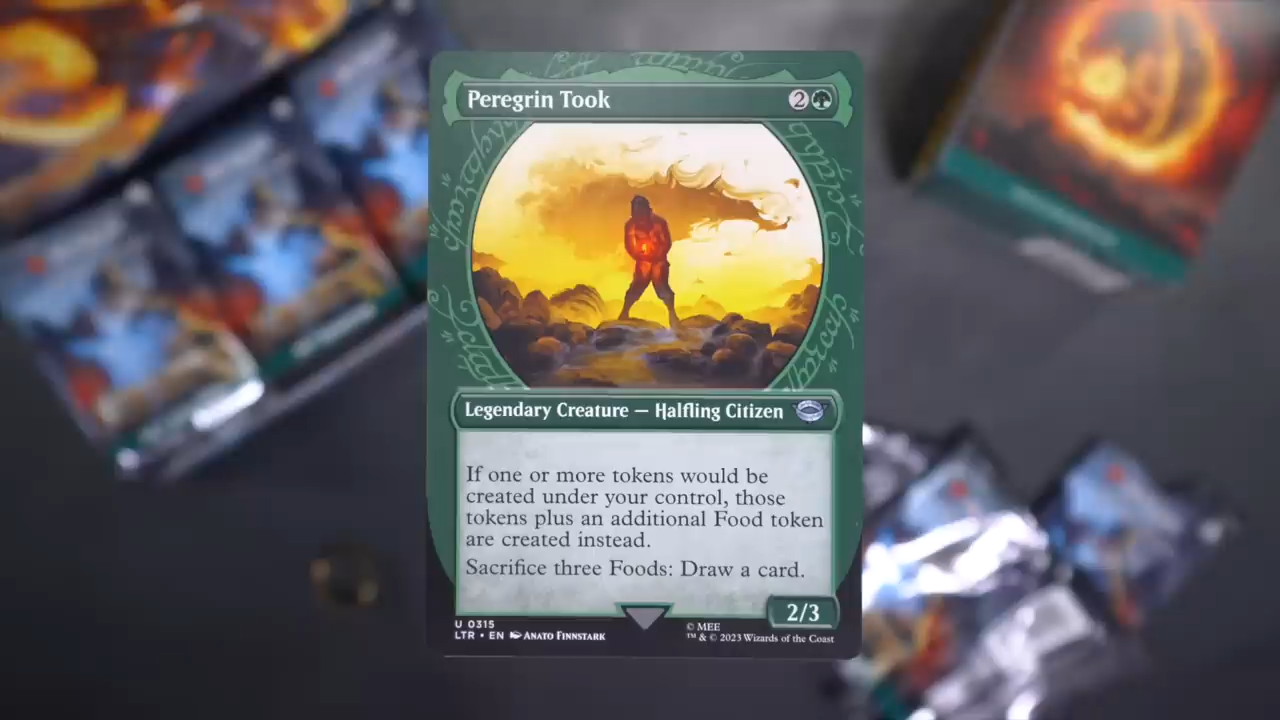 Peregrin Took 2
Legendary Creature — Halfling Citizen
If one or more tokens would be
created under your control, those
tokens plus an additional Food token
are created instead.
Sacrifice three Foods: Draw a card.
2/3
U 0315
LTR • EN ANATO FINNSTARK
© MEE
™ & © 2023 Wizards of the Coast